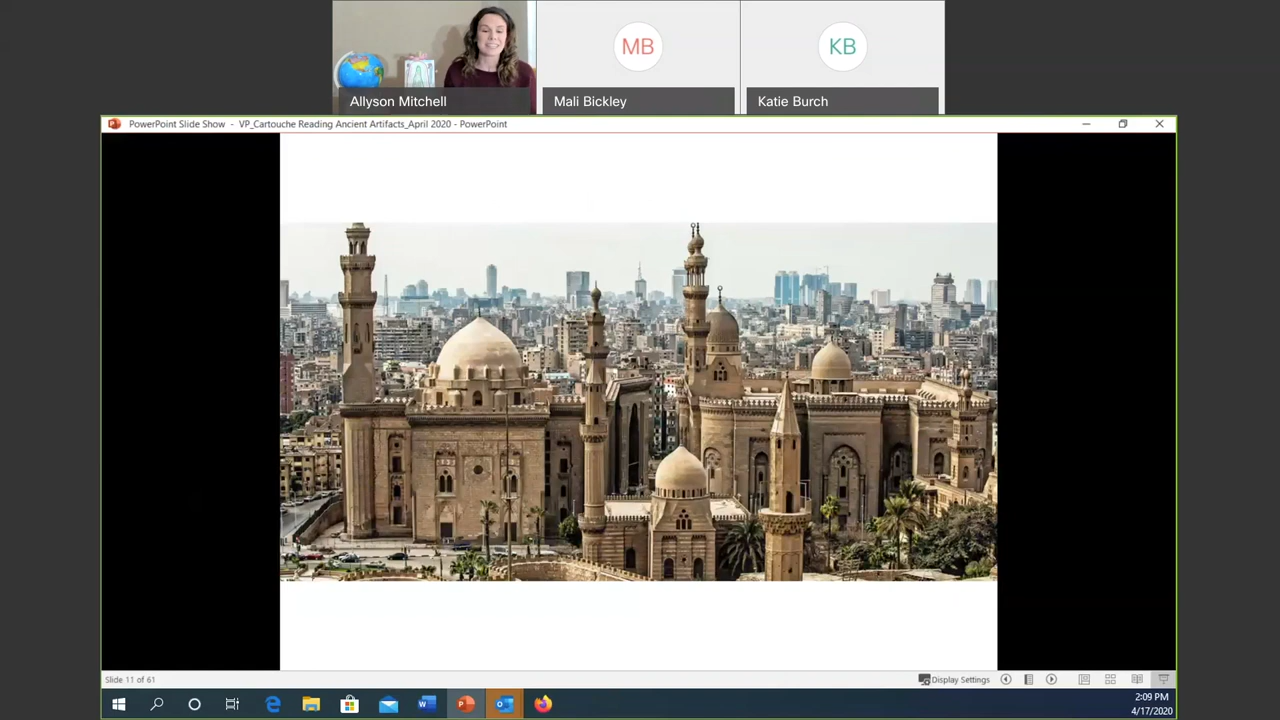 MB
KB
Allyson Mitchell
Mali Bickley
Katie Burch
PowerPoint Slide Show - VP_Cartouche Reading Ancient Artifacts_April 2020 - PowerPoint
Slide 11 of 61
Display Settings
2:09 PM
4/17/2020